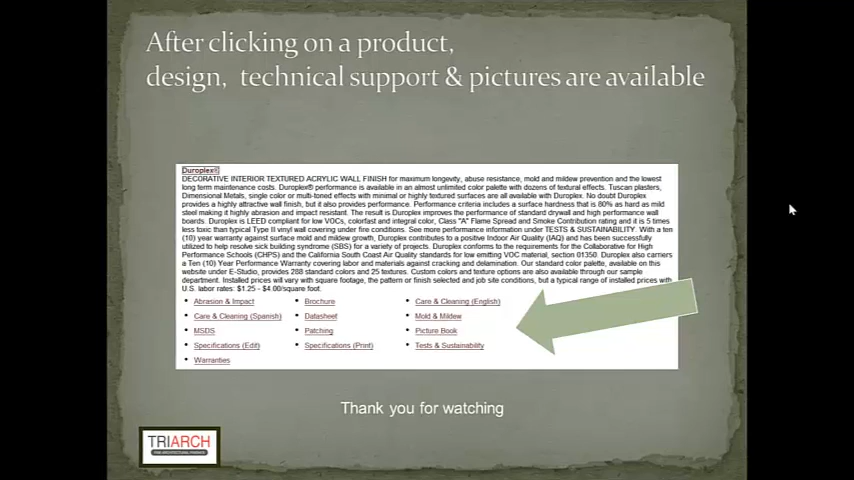 After clicking on a product,
design, technical support & pictures are available
Duroplex®
DECORATIVE INTERIOR TEXTURED ACRYLIC WALL FINISH for maximum longevity, abuse resistance, mold and mildew prevention and the lowest
long term maintenance costs. Duroplex® performance is available in an almost unlimited color palette with dozens of textural effects. Tuscan plasters,
Dimensional Metals, single color or multi-toned effects with minimal or highly textured surfaces are all available with Duroplex. No doubt Duroplex
provides a highly attractive wall finish, but it also provides performance. Performance criteria includes a surface hardness that is 80% as hard as mild
steel making it highly abrasion and impact resistant. The result is Duroplex improves the performance of standard drywall and high performance wall
boards. Duroplex is LEED compliant for low VOCs, colorfast and integral color, Class "A" Flame Spread and Smoke Contribution rating and it is 5 times
less toxic than typical Type II vinyl wall covering under fire conditions. See more performance information under TESTS & SUSTAINABILITY. With a ten
(10) year warranty against surface mold and mildew growth, Duroplex contributes to a positive Indoor Air Quality (IAQ) and has been successfully
utilized to help resolve sick building syndrome (SBS) for a variety of projects. Duroplex conforms to the requirements for the Collaborative for High
Performance Schools (CHPS) and the California South Coast Air Quality standards for low emitting VOC material, section 01350. Duroplex also carriers
a Ten (10) Year Performance Warranty covering labor and materials against cracking and delamination. Our standard color palette, available on this
website under E-Studio, provides 288 standard colors and 25 textures. Custom colors and texture options are also available through our sample
department. Installed prices will vary with square footage, the pattern or finish selected and job site conditions, but a typical range of installed prices with
U.S. labor rates: $1.25 - $4.00/square foot.
• Abrasion & Impact • Brochure • Care & Cleaning (English)
• Care & Cleaning (Spanish) • Datasheet • Mold & Mildew
• MSDS • Patching • Picture Book
• Specifications (Edit) • Specifications (Print) • Tests & Sustainability
• Warranties
Thank you for watching
TRIARCH